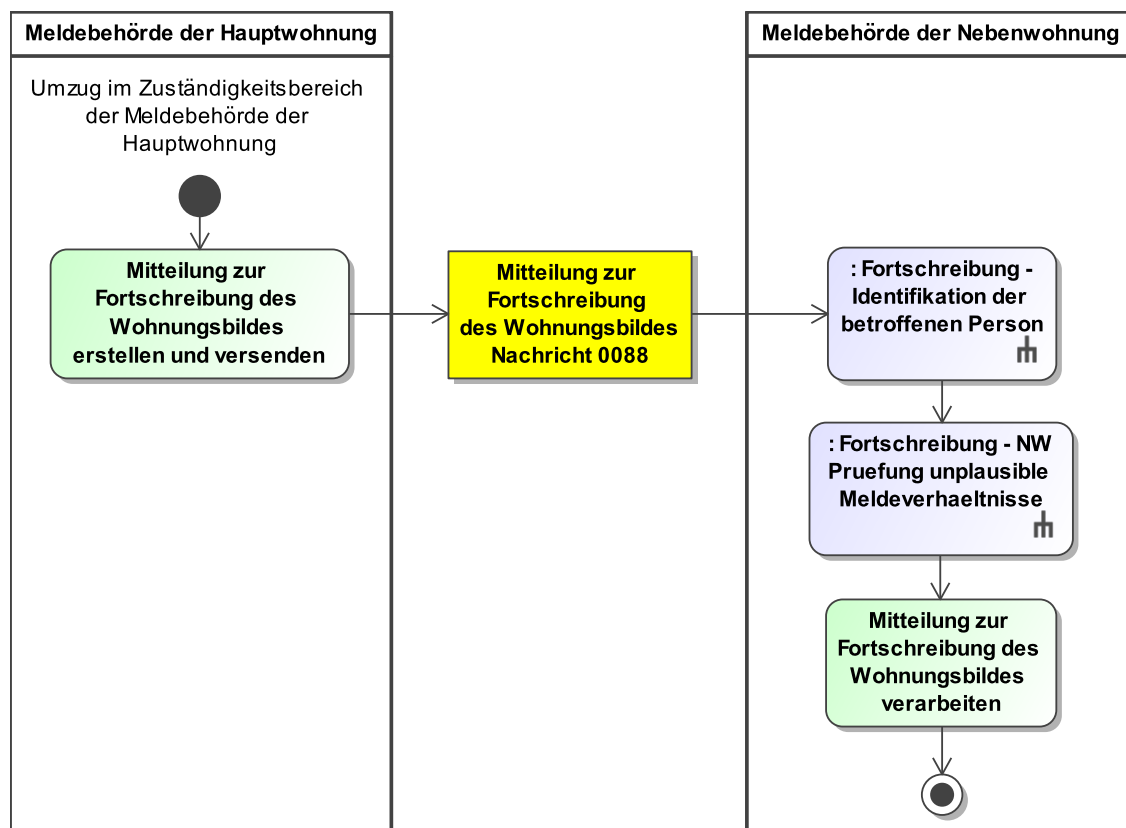 Meldebehörde der Hauptwohnung
Umzug im Zuständigkeitsbereich
der Meldebehörde der
Hauptwohnung
Mitteilung zur
Fortschreibung des
Wohnungsbildes
erstellen und versenden
Mitteilung zur
Fortschreibung
des Wohnungsbildes
Nachricht 0088
Meldebehörde der Nebenwohnung
: Fortschreibung -
Identifikation der
betroffenen Person
: Fortschreibung - NW
Pruefung unplausible
Meldeverhaeltnisse
Mitteilung zur
Fortschreibung des
Wohnungsbildes
verarbeiten